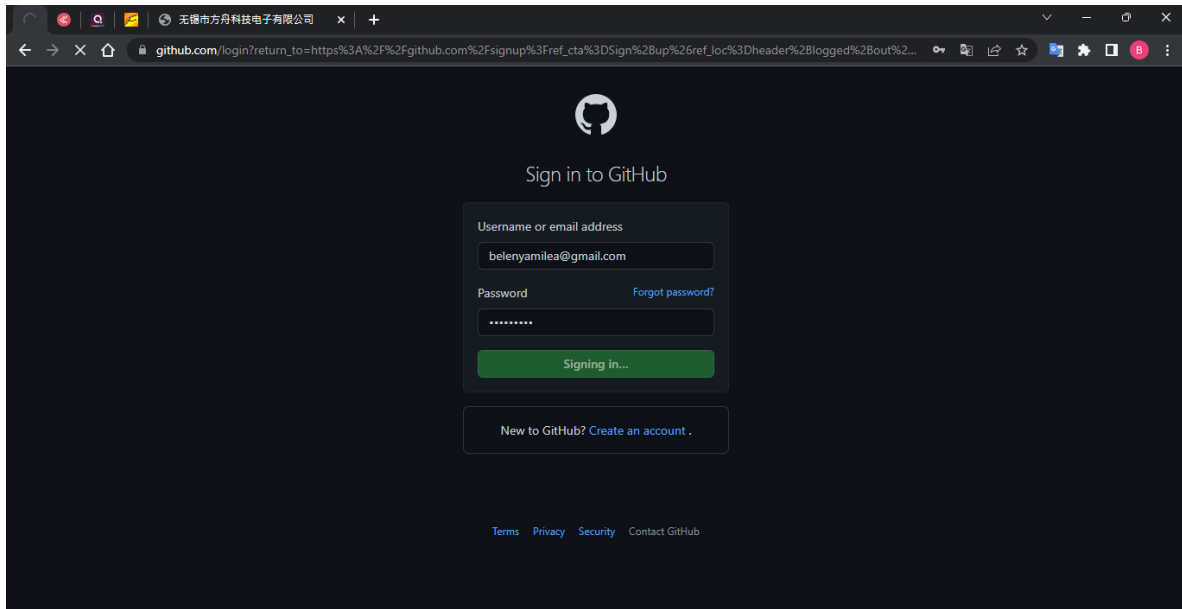 无锡市方舟科技电子有限公司
github.com/login?return_to=https%3A%2F%2Fgithub.com%2Fsignup%3Fref_cta%3DSign%2Bup%26ref_loc%3Dheader%2Blogged%2Bout%2...
B
Sign in to GitHub
Username or email address
belenyamilea@gmail.com
Password Forgot password?
•••••••••
Signing in...
New to GitHub? Create an account .
Terms Privacy Security Contact GitHub